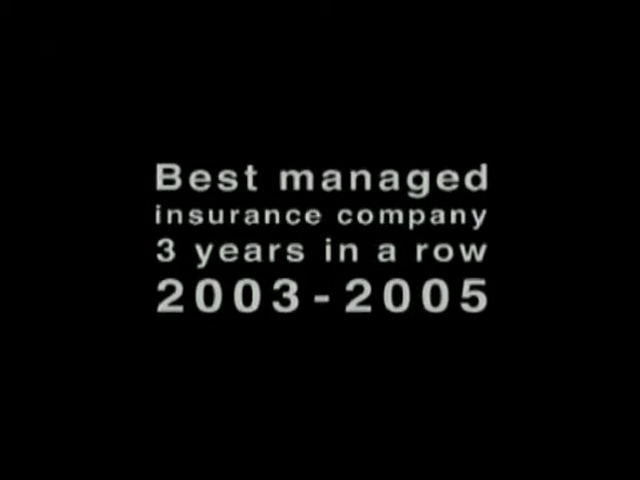 Best managed
insurance company
3 years in a row
2003-2005